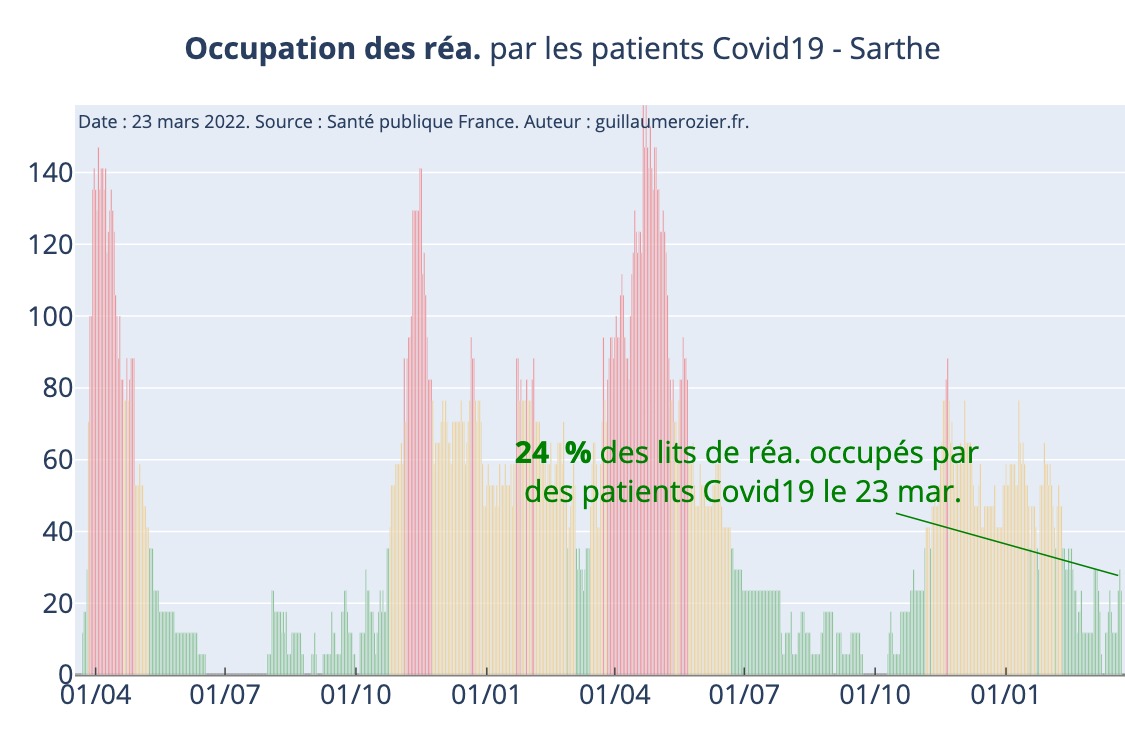 Occupation des réa. par les patients Covid19 - Sarthe
Date : 23 mars 2022. Source : Santé publique France. Auteur : guillaumerozier.fr.
140
120
100
80
60
40
20
0
24 % des lits de réa. occupés par
des patients Covid19 le 23 mar.
01/04 01/07 01/10 01/01 01/04 01/07 01/10 01/01